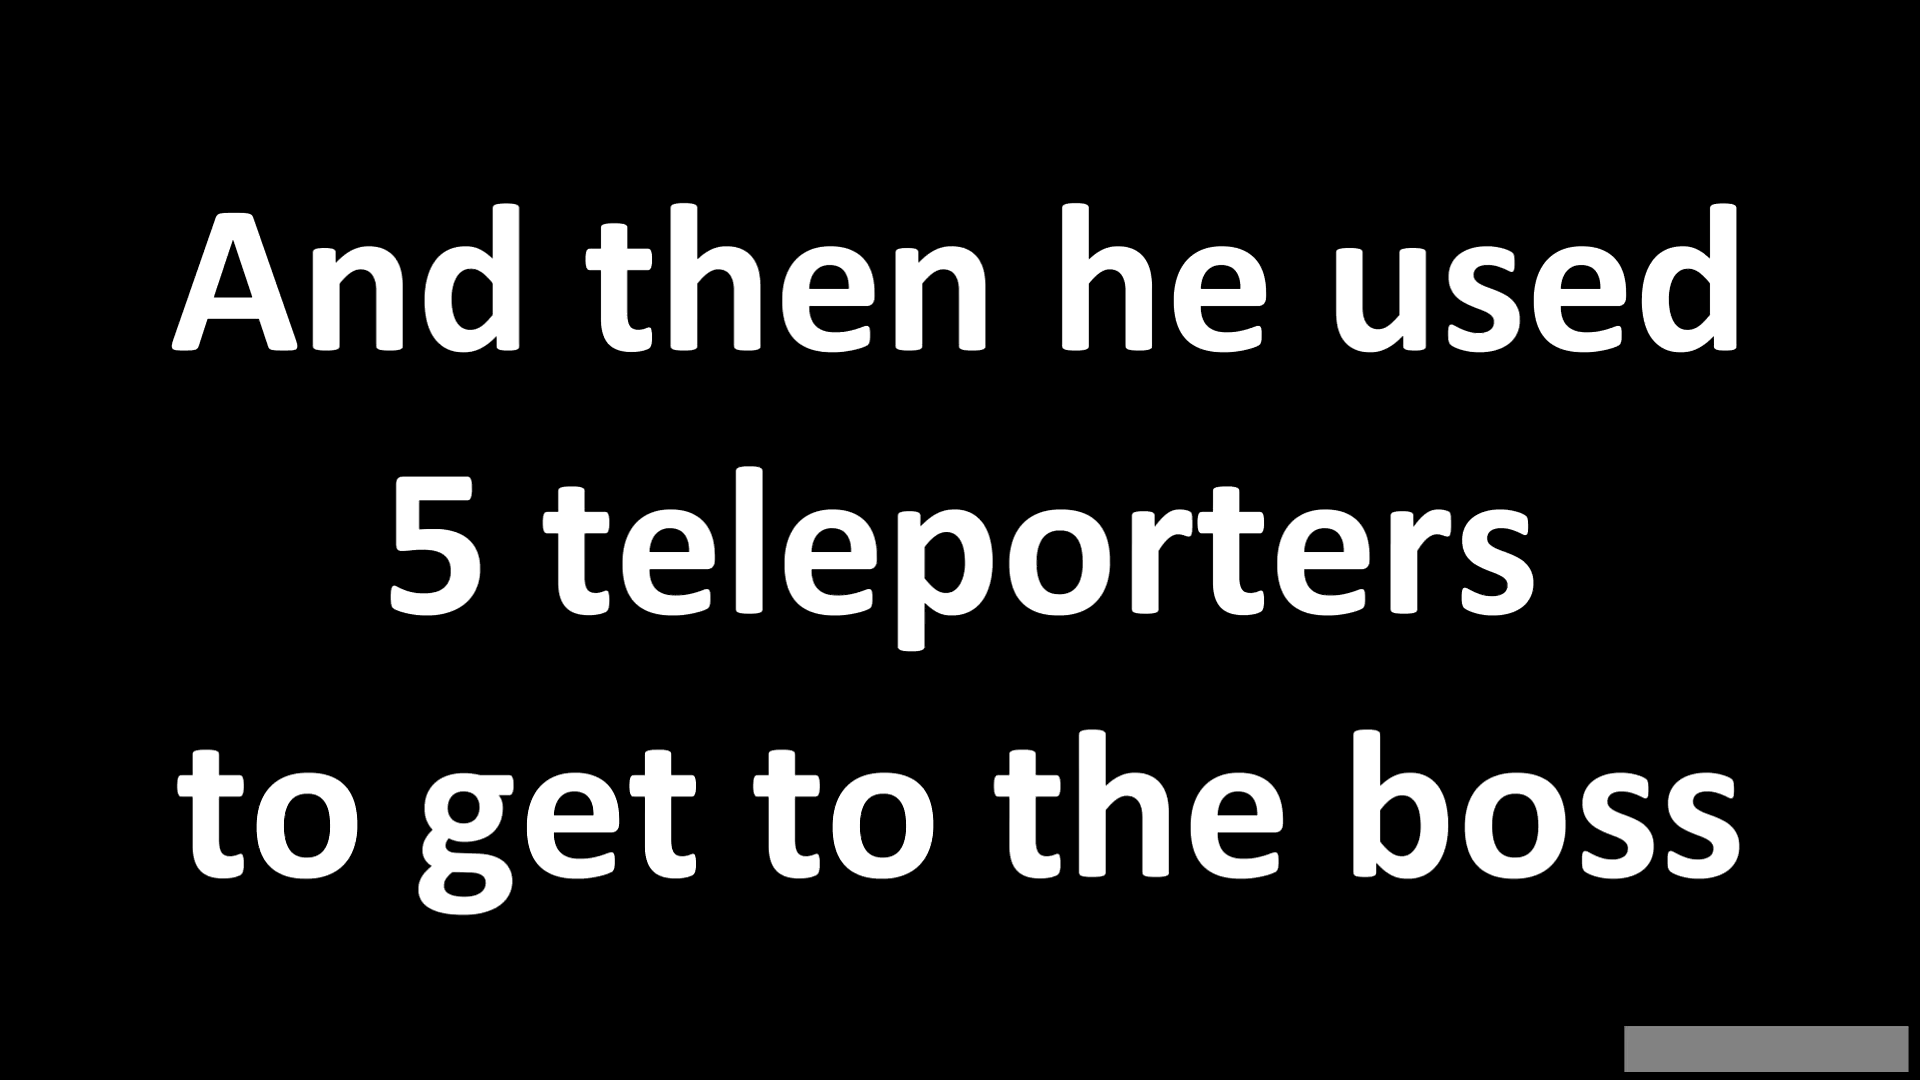 And then he used
5 teleporters
to get to the boss